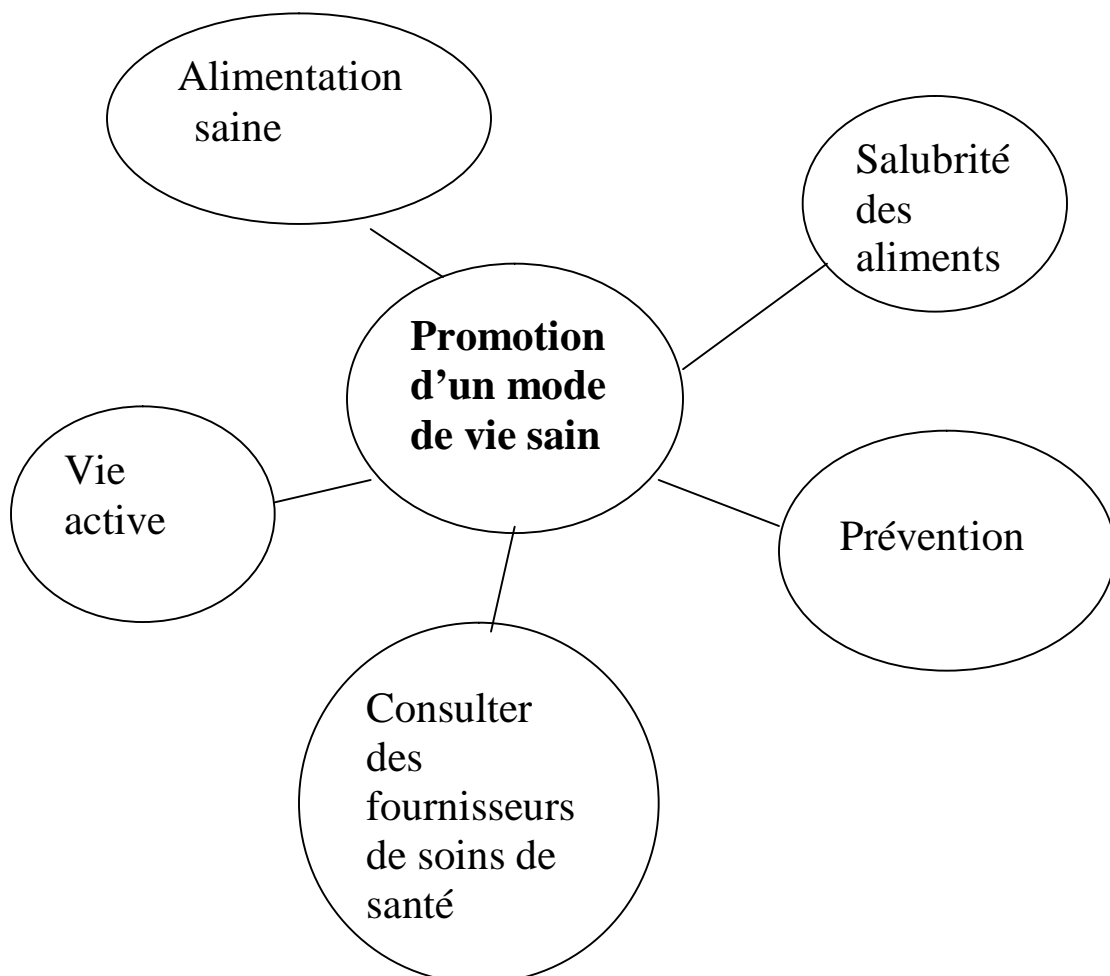 Alimentation
saine
Salubrité
des
aliments
Promotion
d’un mode
de vie sain
Vie
active
Prévention
Consulter
des
fournisseurs
de soins de
santé